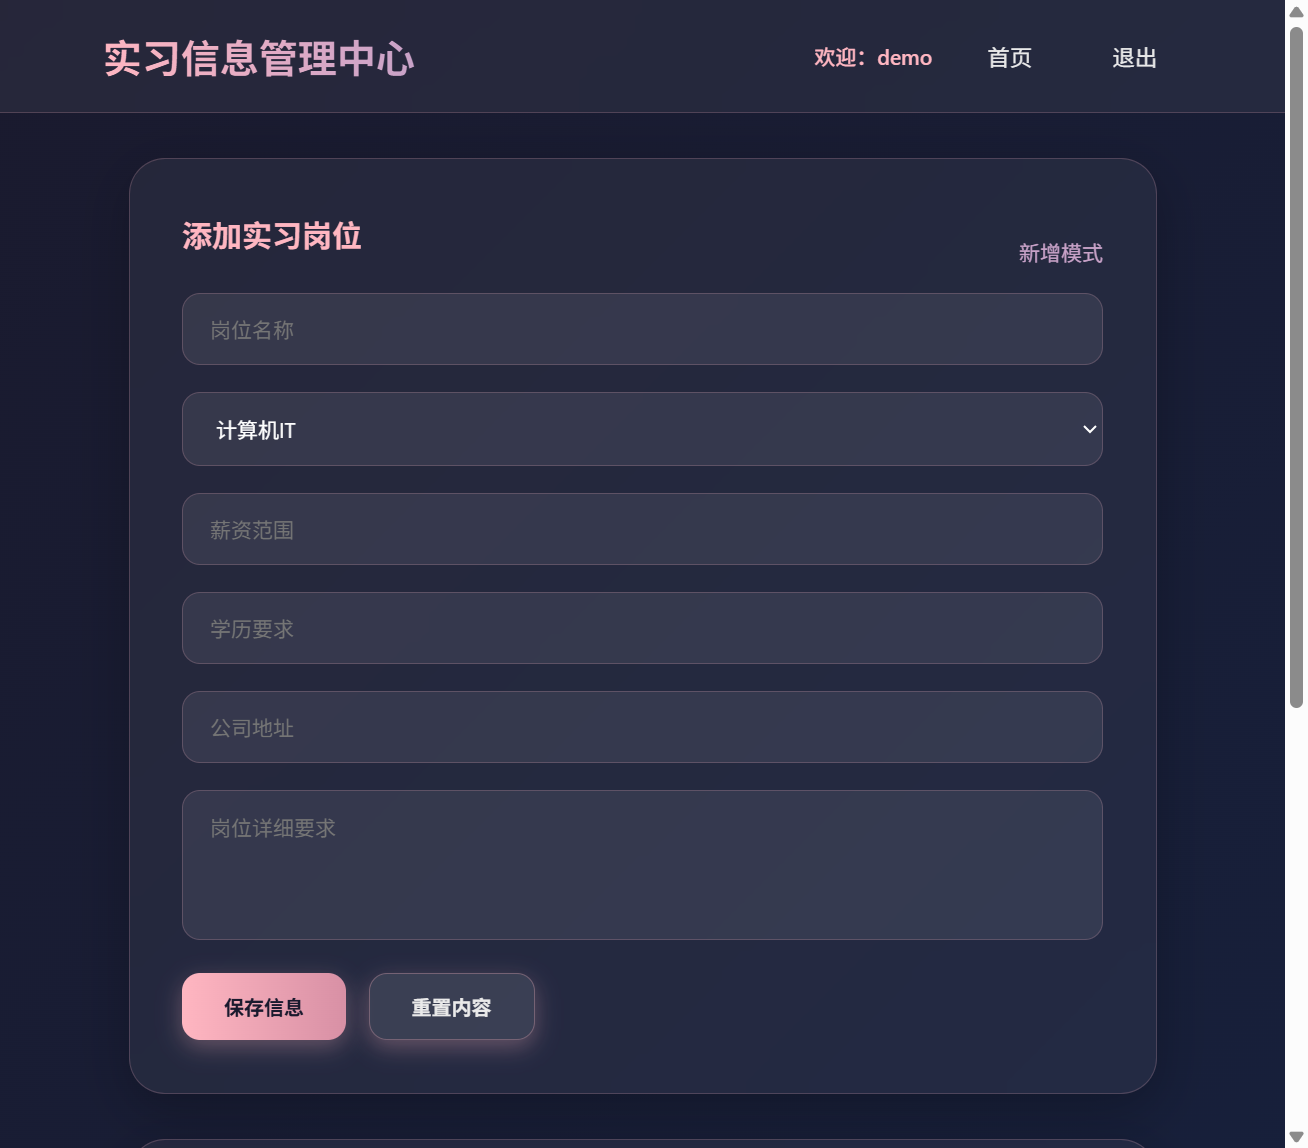 实习信息管理中心
欢迎：demo
首页
退出
添加实习岗位
新增模式
岗位名称
计算机IT
薪资范围
学历要求
公司地址
岗位详细要求
保存信息
重置内容